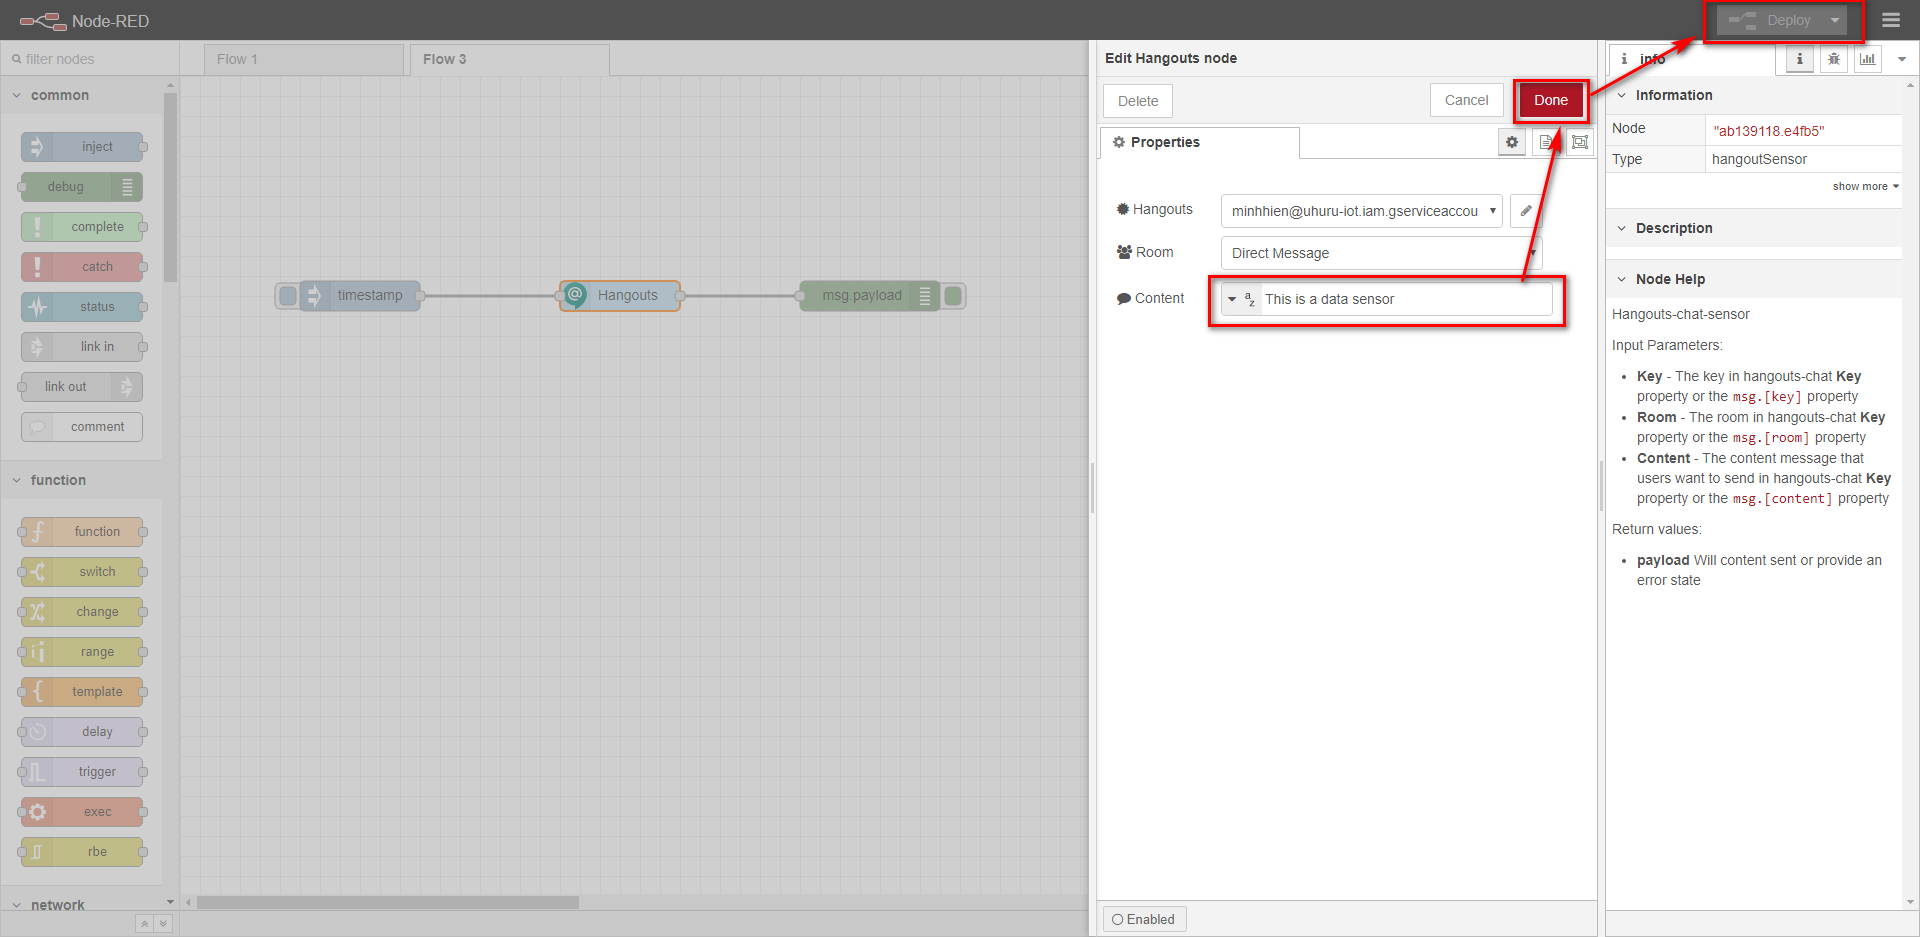 Node-RED
Deploy
filter nodes
Flow 1
Flow 3
common
inject
debug
complete
catch
status
link in
link out
comment
function
function
switch
change
range
template
delay
trigger
exec
rbe
network
timestamp
Hangouts
msg.payload
Edit Hangouts node
Delete
Cancel
Done
Properties
Hangouts
minhhien@uhuru-iot.iam.gserviceaccou
Room
Direct Message
Content
az
This is a data sensor
Enabled
info
Information
Node "ab139118.e4fb5"
Type hangoutSensor
show more
Description
Node Help
Hangouts-chat-sensor
Input Parameters:
• Key - The key in hangouts-chat Key
property or the msg.[key] property
• Room - The room in hangouts-chat Key
property or the msg.[room] property
• Content - The content message that
users want to send in hangouts-chat Key
property or the msg.[content] property
Return values:
• payload Will content sent or provide an
error state